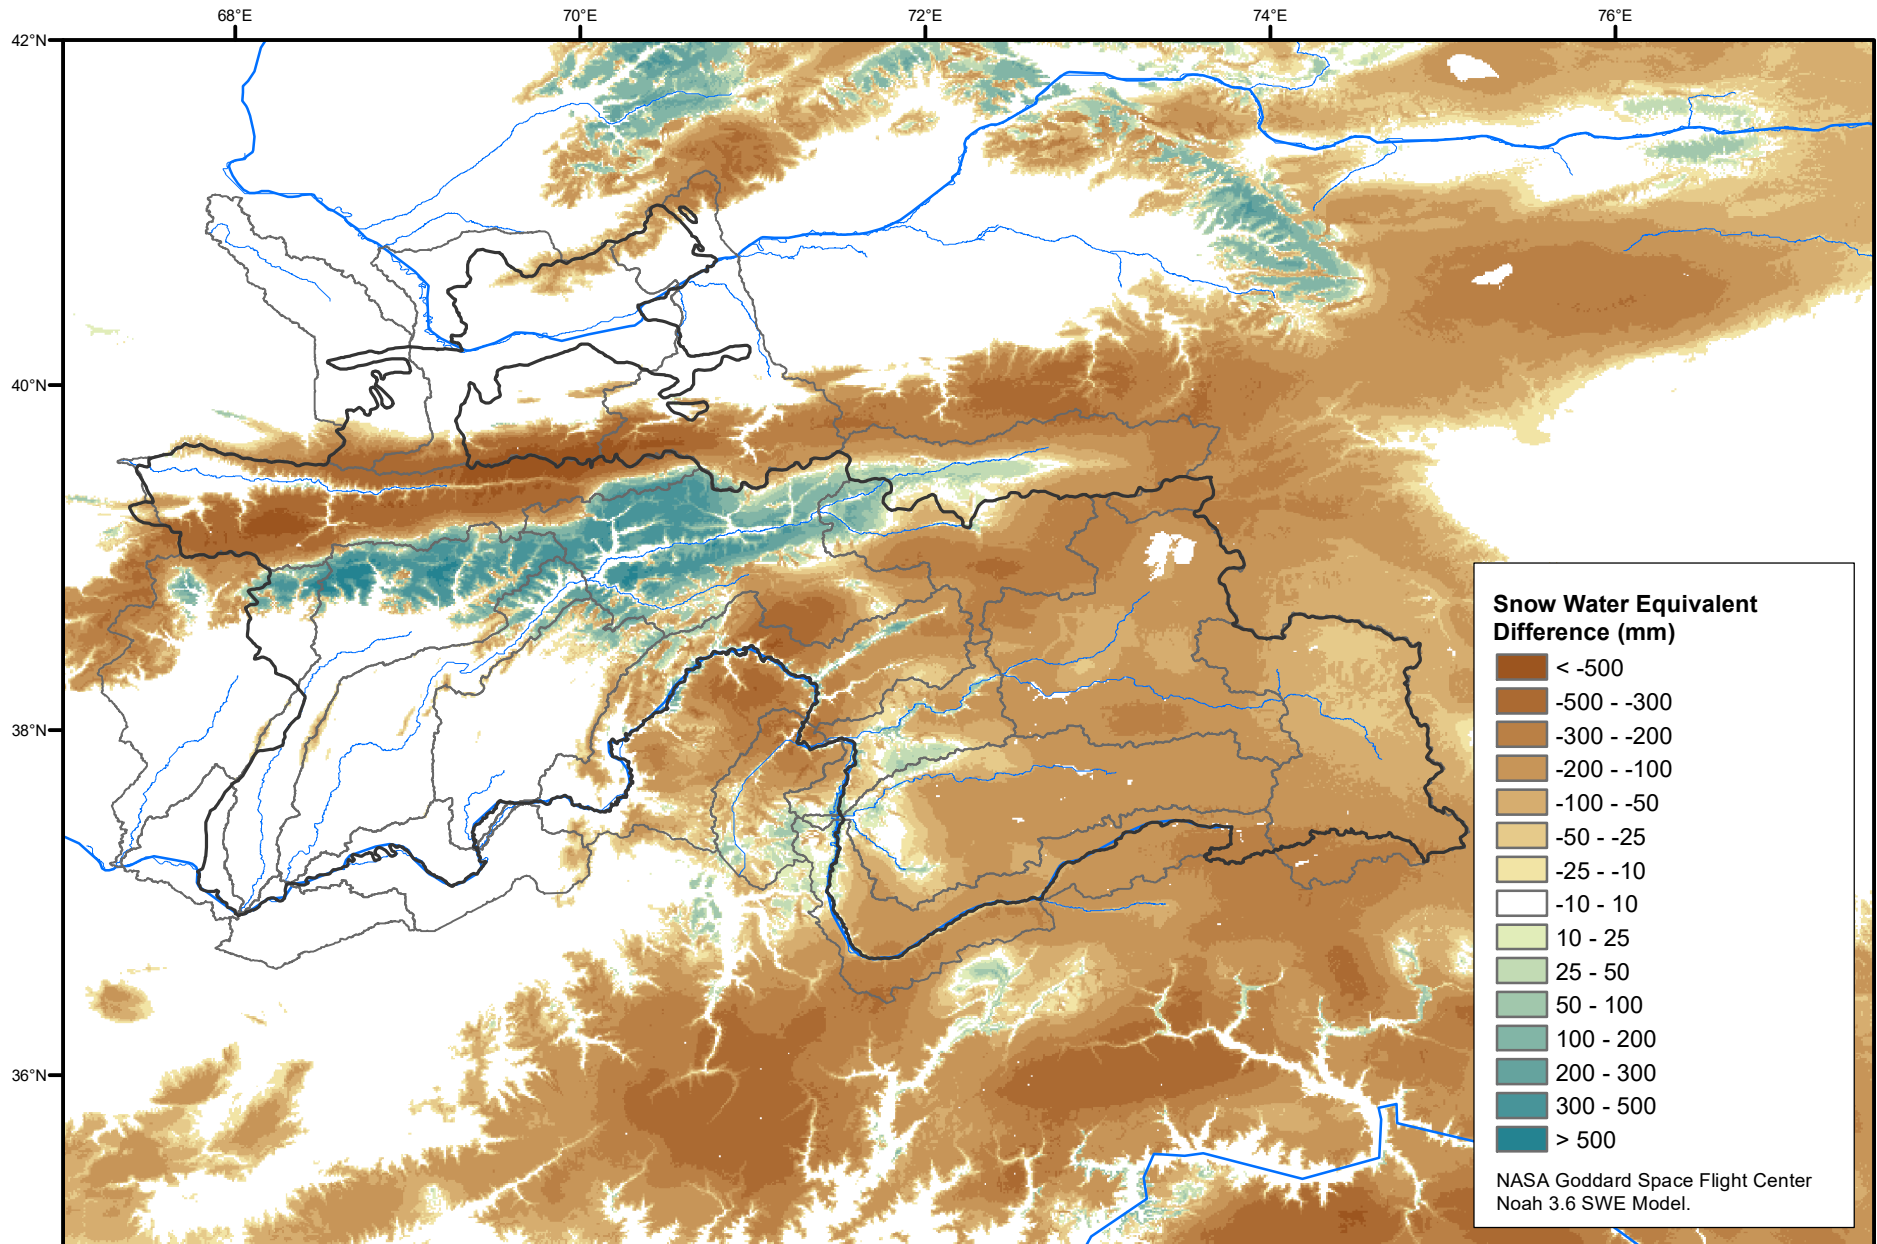 68°E 70°E 72°E 74°E 76°E
42°N
40°N
38°N
36°N
Snow Water Equivalent
Difference (mm)
< -500
-500 - -300
-300 - -200
-200 - -100
-100 - -50
-50 - -25
-25 - -10
-10 - 10
10 - 25
25 - 50
50 - 100
100 - 200
200 - 300
300 - 500
> 500
NASA Goddard Space Flight Center
Noah 3.6 SWE Model.